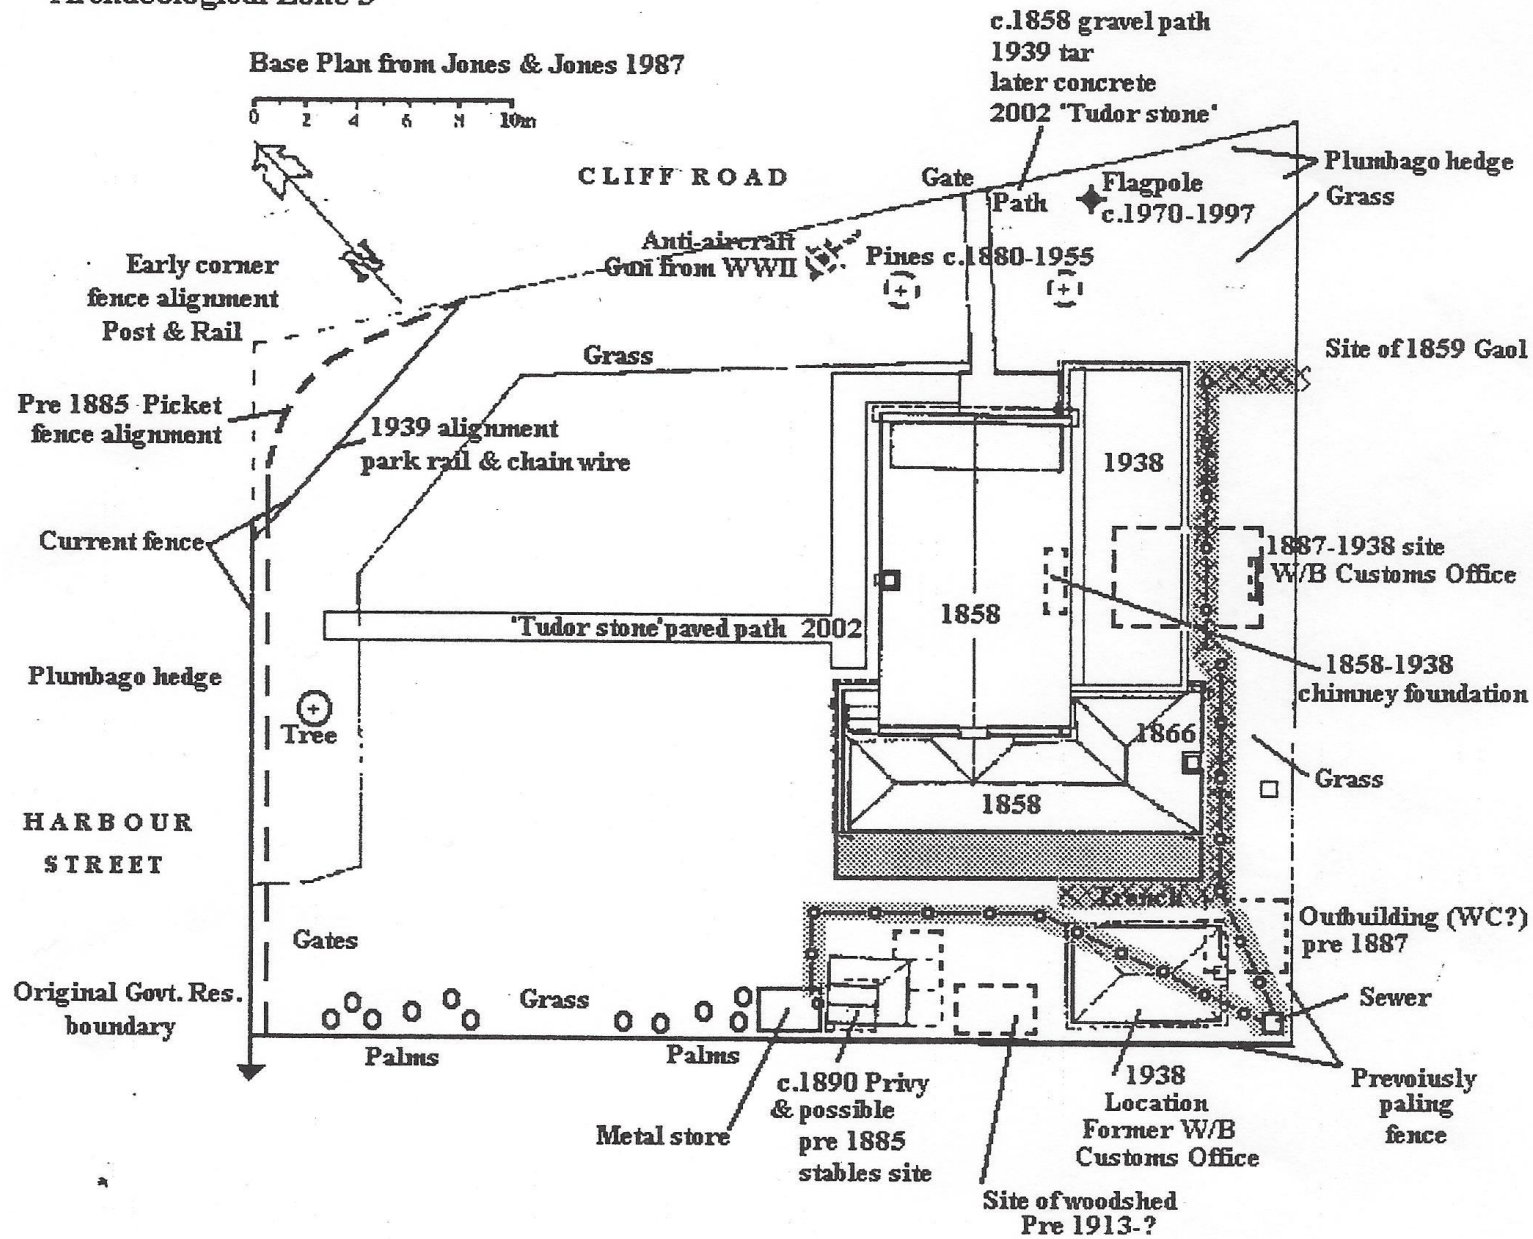 Archaeological Zone
Base Plan from Jones & Jones 1987
0 2 4 6 8 10m
N
c.1858 gravel path
1939 tar
later concrete
2002 'Tudor stone'
CLIFF ROAD
Gate
Path
Flagpole
c.1970-1997
Plumbago hedge
Grass
Anti-aircraft
Gun from WWII
Pines c.1880-1955
Early corner
fence alignment
Post & Rail
Grass
Site of 1859 Gaol
Pre 1885 Picket
fence alignment
1939 alignment
park rail & chain wire
1938
Current fence
1887-1938 site
W/B Customs Office
1858
'Tudor stone' paved path 2002
Plumbago hedge
1858-1938
chimney foundation
Tree
1866
Grass
1858
HARBOUR
STREET
Trench
Outbuilding (WC?)
pre 1887
Gates
Original Govt. Res.
boundary
Grass
Sewer
Palms
Palms
c.1890 Privy
& possible
pre 1885
stables site
Metal store
1938
Location
Former W/B
Customs Office
Prevoiusly
paling
fence
Site of woodshed
Pre 1913-?